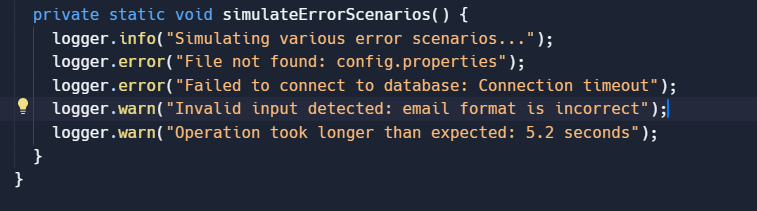 private static void simulateErrorScenarios() {
logger.info("Simulating various error scenarios...");
logger.error("File not found: config.properties");
logger.error("Failed to connect to database: Connection timeout");
logger.warn("Invalid input detected: email format is incorrect");
logger.warn("Operation took longer than expected: 5.2 seconds");
}
}